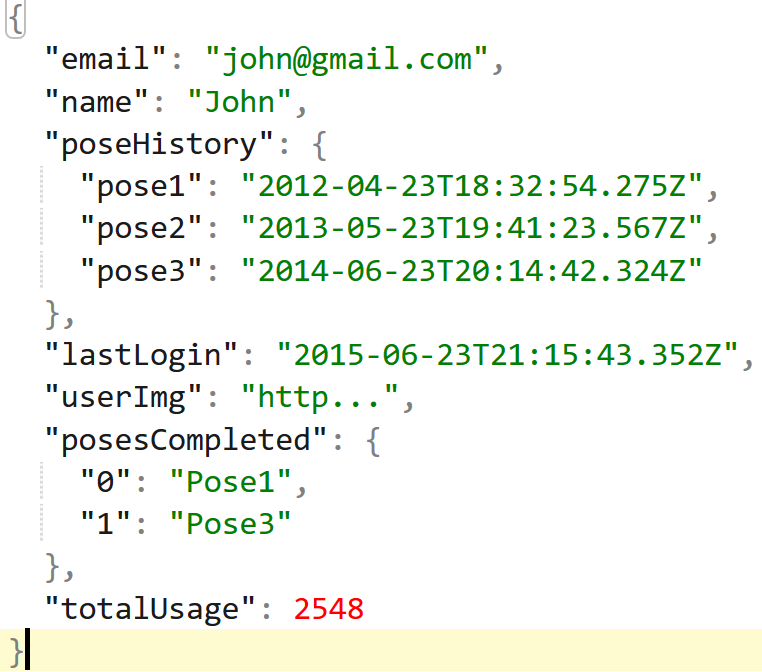 {
  "email": "john@gmail.com",
  "name": "John",
  "poseHistory": {
    "pose1": "2012-04-23T18:32:54.275Z",
    "pose2": "2013-05-23T19:41:23.567Z",
    "pose3": "2014-06-23T20:14:42.324Z"
  },
  "lastLogin": "2015-06-23T21:15:43.352Z",
  "userImg": "http...",
  "posesCompleted": {
    "0": "Pose1",
    "1": "Pose3"
  },
  "totalUsage": 2548
}